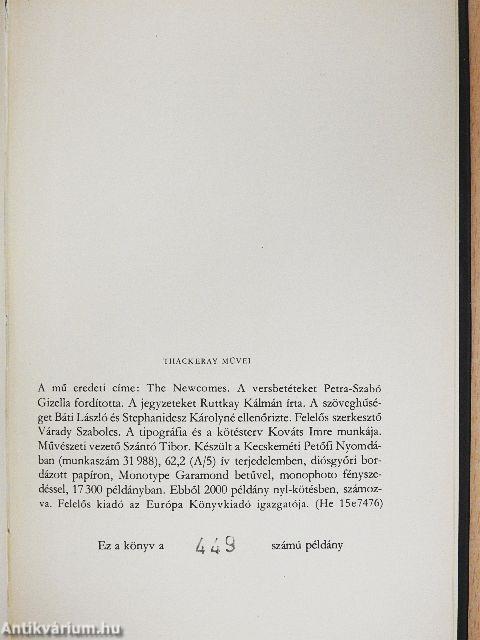 THACKERAY MŰVEI
A mű eredeti címe: The Newcomes. A versbetéteket Petra-Szabó
Gizella fordította. A jegyzeteket Ruttkay Kálmán írta. A szöveghűsé-
get Báti László és Stephanidesz Károlyné ellenőrizte. Felelős szerkesztő
Várady Szabolcs. A tipográfia és a kötésterv Kováts Imre munkája.
Művészeti vezető Szántó Tibor. Készült a Kecskeméti Petőfi Nyomdá-
ban (munkaszám 31 988), 62,2 (A/5) ív terjedelemben, diósgyőri bor-
dázott papíron, Monotype Garamond betűvel, monophoto fénysze-
déssel, 17 300 példányban. Ebből 2000 példány nyl-kötésben, számoz-
va. Felelős kiadó az Európa Könyvkiadó igazgatója. (He 15e7476)
Ez a könyv a 449 számú példány
Antikvárium.hu